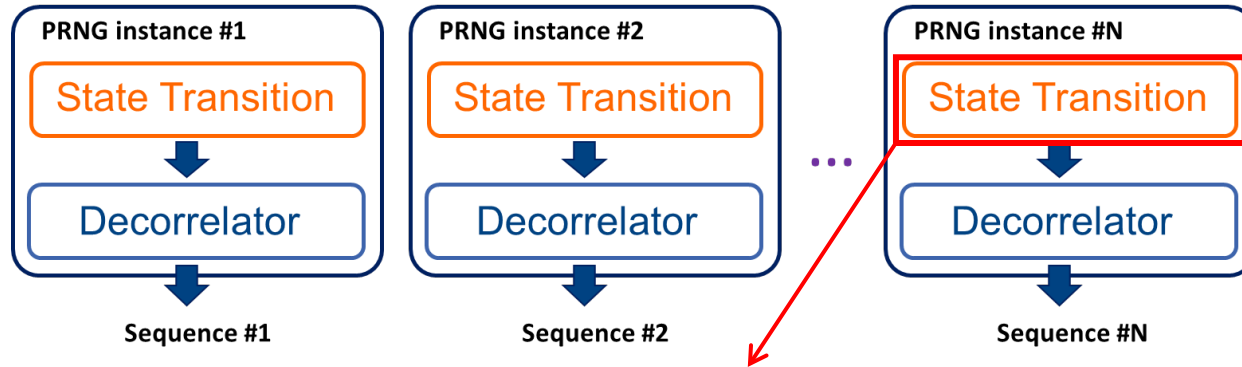 PRNG instance #1
PRNG instance #2
PRNG instance #N
State Transition
State Transition
State Transition
...
Decorrelator
Decorrelator
Decorrelator
Sequence #1
Sequence #2
Sequence #N